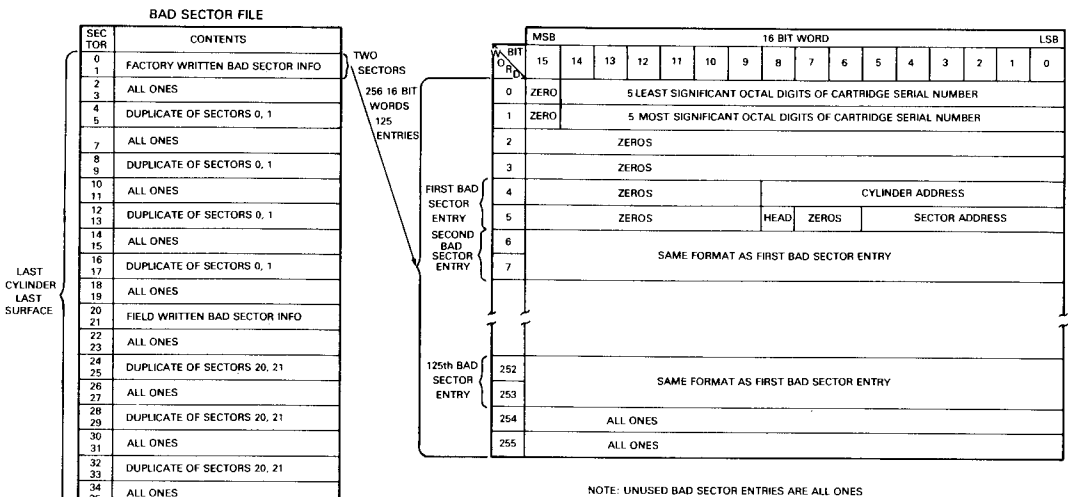 BAD SECTOR FILE
SEC TOR CONTENTS
0 1 FACTORY WRITTEN BAD SECTOR INFO
2 3 ALL ONES
4 5 DUPLICATE OF SECTORS 0, 1
7 ALL ONES
8 9 DUPLICATE OF SECTORS 0, 1
10 11 ALL ONES
12 13 DUPLICATE OF SECTORS 0, 1
14 15 ALL ONES
16 17 DUPLICATE OF SECTORS 0, 1
18 19 ALL ONES
20 21 FIELD WRITTEN BAD SECTOR INFO
22 23 ALL ONES
24 25 DUPLICATE OF SECTORS 20, 21
26 27 ALL ONES
28 29 DUPLICATE OF SECTORS 20, 21
30 31 ALL ONES
32 33 DUPLICATE OF SECTORS 20, 21
34 ALL ONES
LAST
CYLINDER
LAST
SURFACE
TWO
SECTORS
256 16 BIT
WORDS
125
ENTRIES
MSB 16 BIT WORD LSB
WORD BIT 15 14 13 12 11 10 9 8 7 6 5 4 3 2 1 0
0 ZERO 5 LEAST SIGNIFICANT OCTAL DIGITS OF CARTRIDGE SERIAL NUMBER
1 ZERO 5 MOST SIGNIFICANT OCTAL DIGITS OF CARTRIDGE SERIAL NUMBER
2 ZEROS
3 ZEROS
FIRST BAD
SECTOR
ENTRY
4 ZEROS CYLINDER ADDRESS
5 ZEROS HEAD ZEROS SECTOR ADDRESS
SECOND
BAD
SECTOR
ENTRY
6 7 SAME FORMAT AS FIRST BAD SECTOR ENTRY
125th BAD
SECTOR
ENTRY
252 253 SAME FORMAT AS FIRST BAD SECTOR ENTRY
254 ALL ONES
255 ALL ONES
NOTE: UNUSED BAD SECTOR ENTRIES ARE ALL ONES